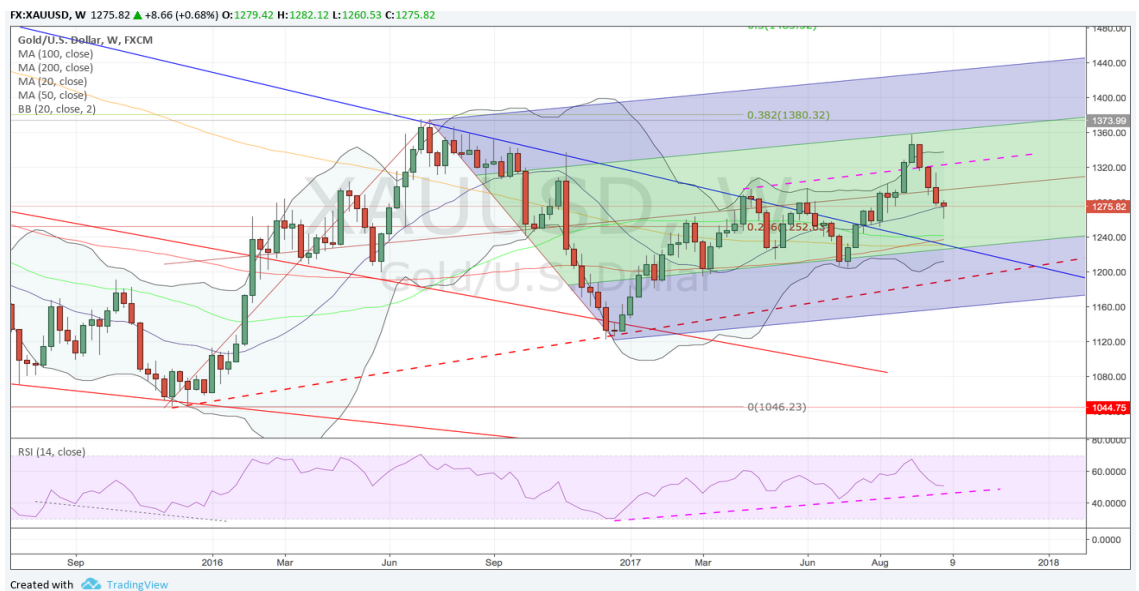 FX:XAUUSD, W 1275.82 ▲ +8.66 (+0.68%) O:1279.42 H:1282.12 L:1260.53 C:1275.82
Gold/U.S. Dollar, W, FXCM
MA (100, close)
MA (200, close)
MA (20, close)
MA (50, close)
BB (20, close, 2)
1480.00
1440.00
1400.00
0.382(1380.32)
1373.99
1360.00
1320.00
XAUUSD, W
1275.82
1240.00
Gold/U.S. Dollar
1200.00
1160.00
1120.00
1080.00
0(1046.23)
1044.75
RSI (14, close)
80.0000
60.0000
40.0000
0.0000
Sep 2016 Mar Jun Sep 2017 Mar Jun Aug 9 2018
Created with TradingView